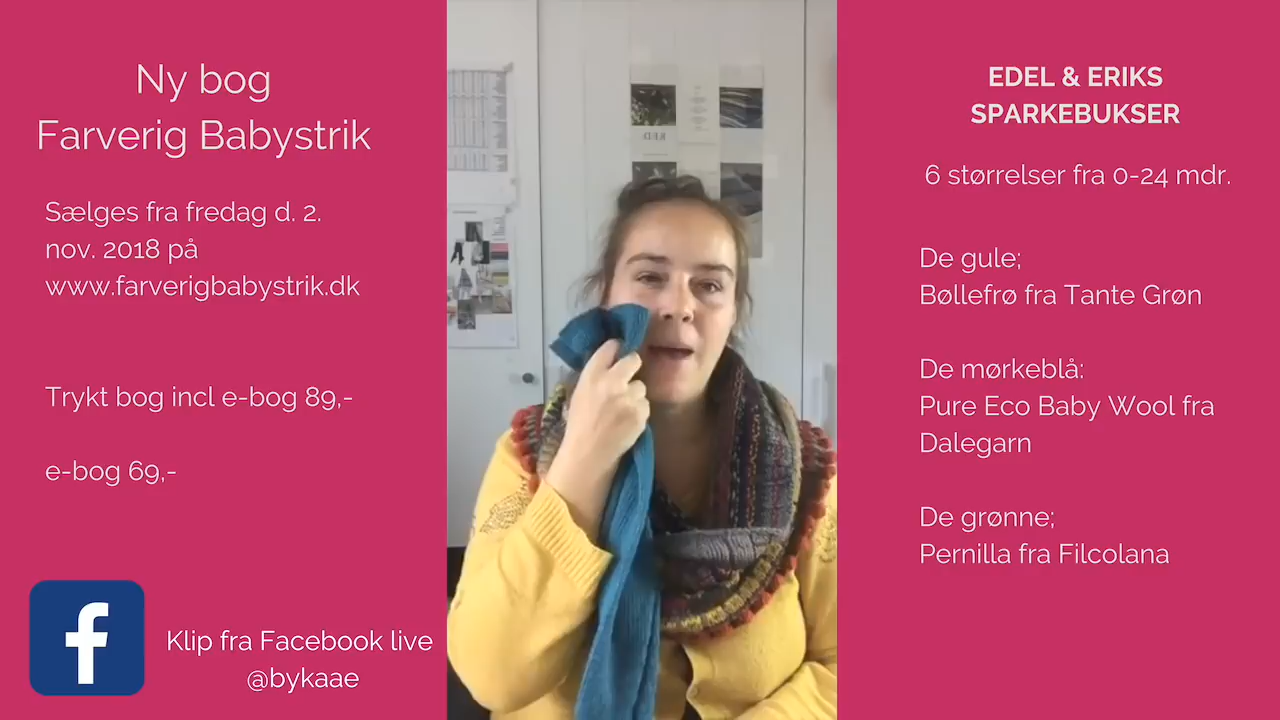 Ny bog
Farverig Babystrik
Sælges fra fredag d. 2.
nov. 2018 på
www.farverigbabystrik.dk
Trykt bog incl e-bog 89,-
e-bog 69,-
f
Klip fra Facebook live
@bykaae
EDEL & ERIKS
SPARKEBUKSER
6 størrelser fra 0-24 mdr.
De gule;
Bøllefrø fra Tante Grøn
De mørkeblå:
Pure Eco Baby Wool fra
Dalegarn
De grønne;
Pernilla fra Filcolana